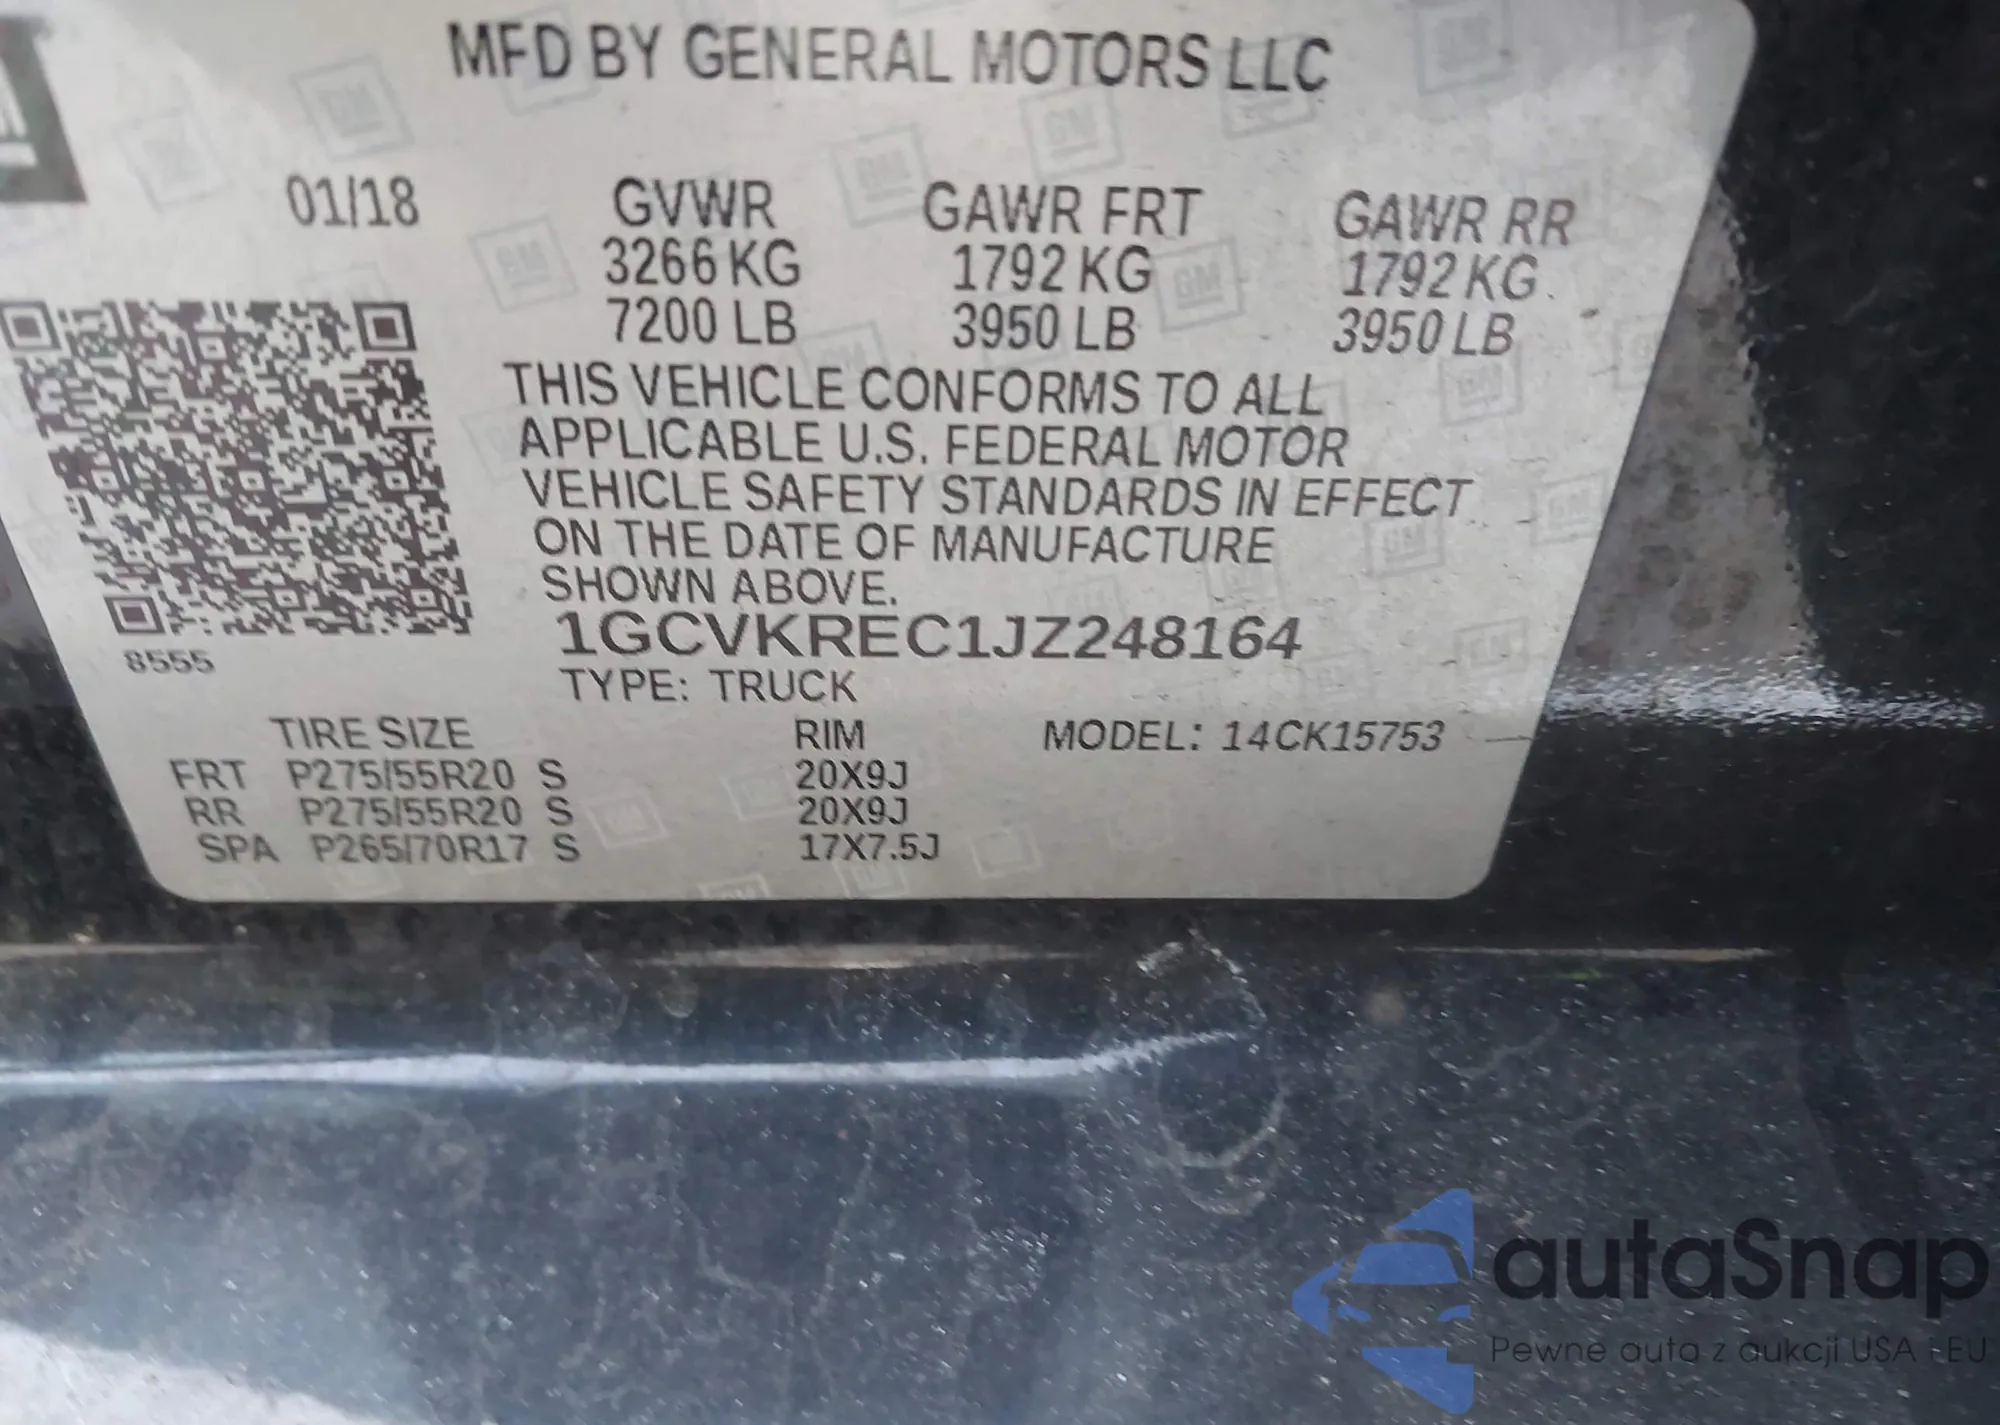 MFD BY GENERAL MOTORS LLC
01/18 GVWR GAWR FRT GAWR RR
3266 KG 1792 KG 1792 KG
7200 LB 3950 LB 3950 LB
THIS VEHICLE CONFORMS TO ALL
APPLICABLE U.S. FEDERAL MOTOR
VEHICLE SAFETY STANDARDS IN EFFECT
ON THE DATE OF MANUFACTURE
SHOWN ABOVE.
1GCVKREC1JZ248164
8555
TYPE: TRUCK
TIRE SIZE RIM MODEL: 14CK15753
FRT P275/55R20 S 20X9J
RR P275/55R20 S 20X9J
SPA P265/70R17 S 17X7.5J
autaSnap
Pewne auta z aukcji USA i EU